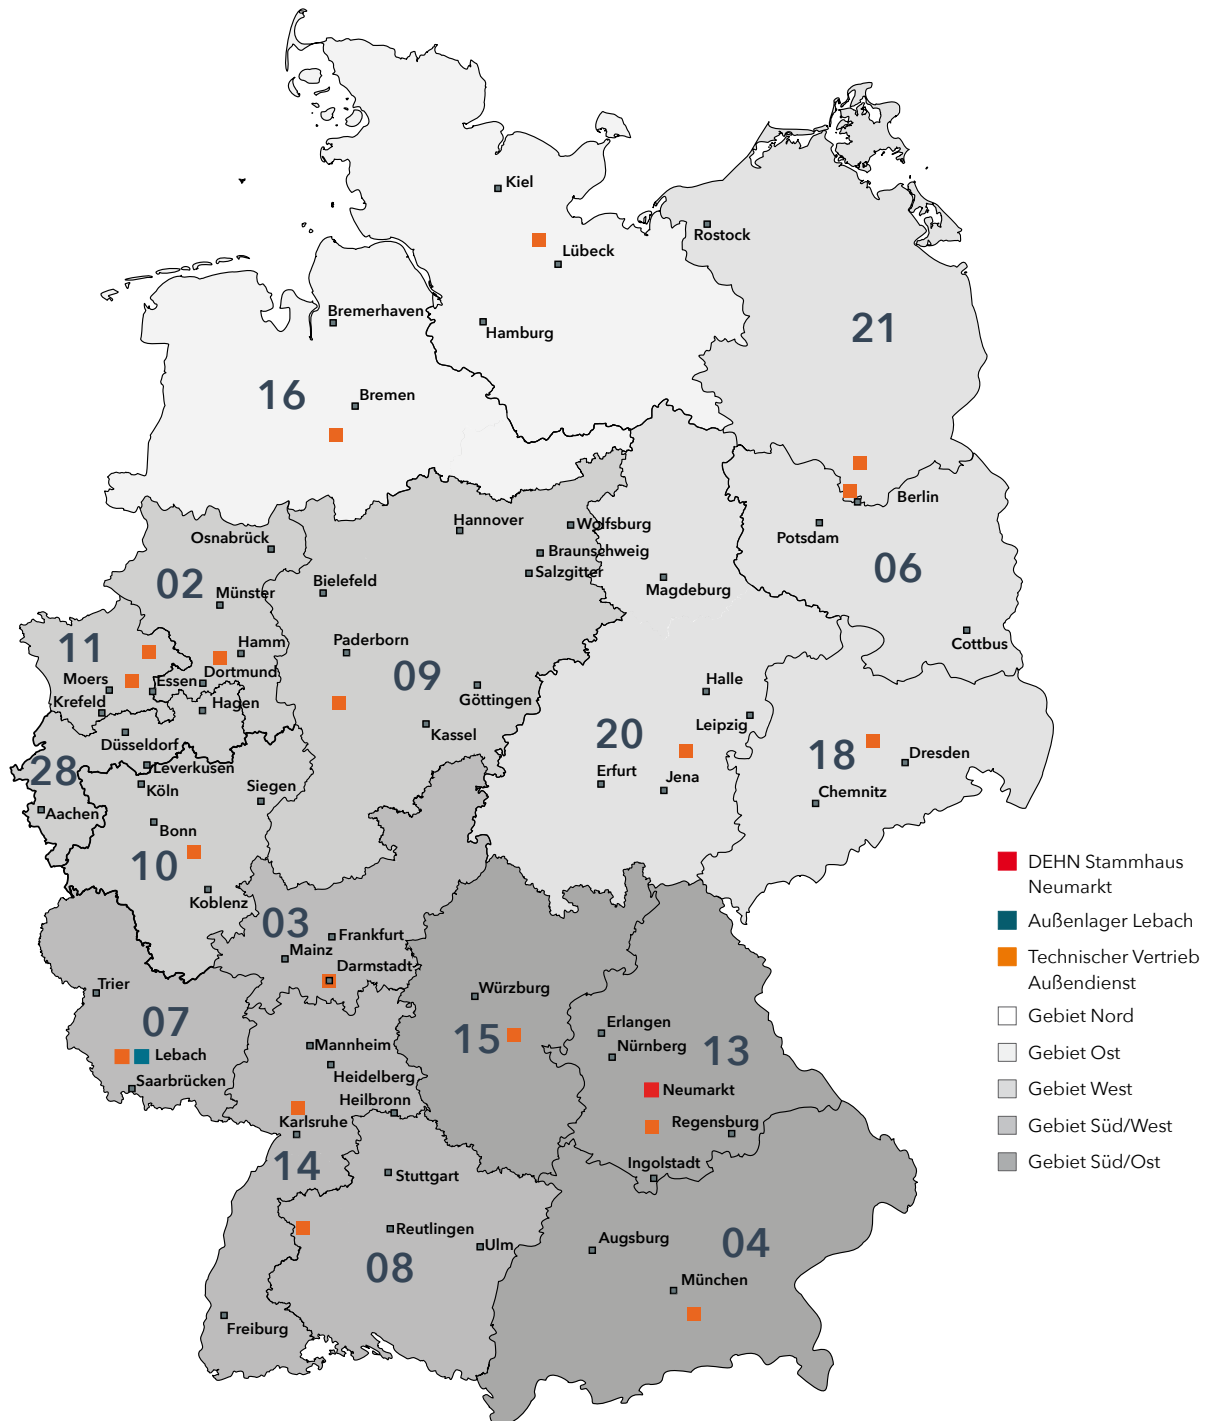 Kiel
Rostock
Lübeck
Bremerhaven
Hamburg
21
16
Bremen
Berlin
Hannover
Wolfsburg
Osnabrück
Potsdam
Braunschweig
06
Salzgitter
02
Bielefeld
Magdeburg
Münster
11
Hamm
Paderborn
Cottbus
09
Dortmund
Moers
Essen
Halle
Krefeld
Hagen
Göttingen
Leipzig
Kassel
20
Düsseldorf
18
Dresden
28
Leverkusen
Erfurt
Jena
Köln
Siegen
Chemnitz
Aachen
Bonn
10
Koblenz
03
Frankfurt
Mainz
Darmstadt
Trier
Würzburg
07
Erlangen
15
Nürnberg
13
Mannheim
Lebach
Heidelberg
Saarbrücken
Neumarkt
Heilbronn
Karlsruhe
Regensburg
14
Ingolstadt
Stuttgart
Reutlingen
Augsburg
04
Ulm
08
München
Freiburg
DEHN Stammhaus
Neumarkt
Außenlager Lebach
Technischer Vertrieb
Außendienst
Gebiet Nord
Gebiet Ost
Gebiet West
Gebiet Süd/West
Gebiet Süd/Ost